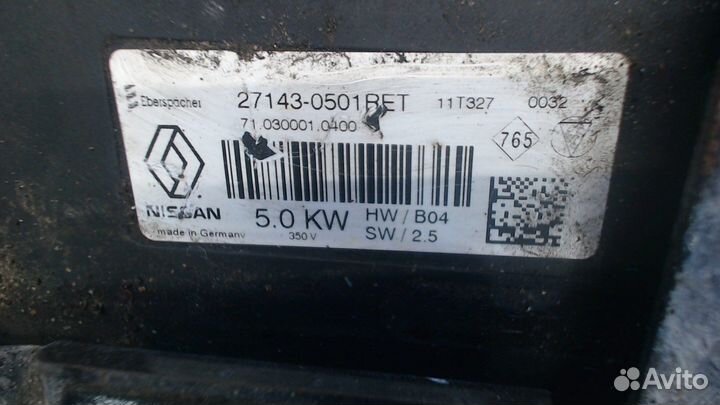 Eberspächer 27143-0501RET 11T327 0032
71.030001.0400
765
NISSAN 5.0 KW HW/B04
made in Germany 350 V SW/2.5
Avito